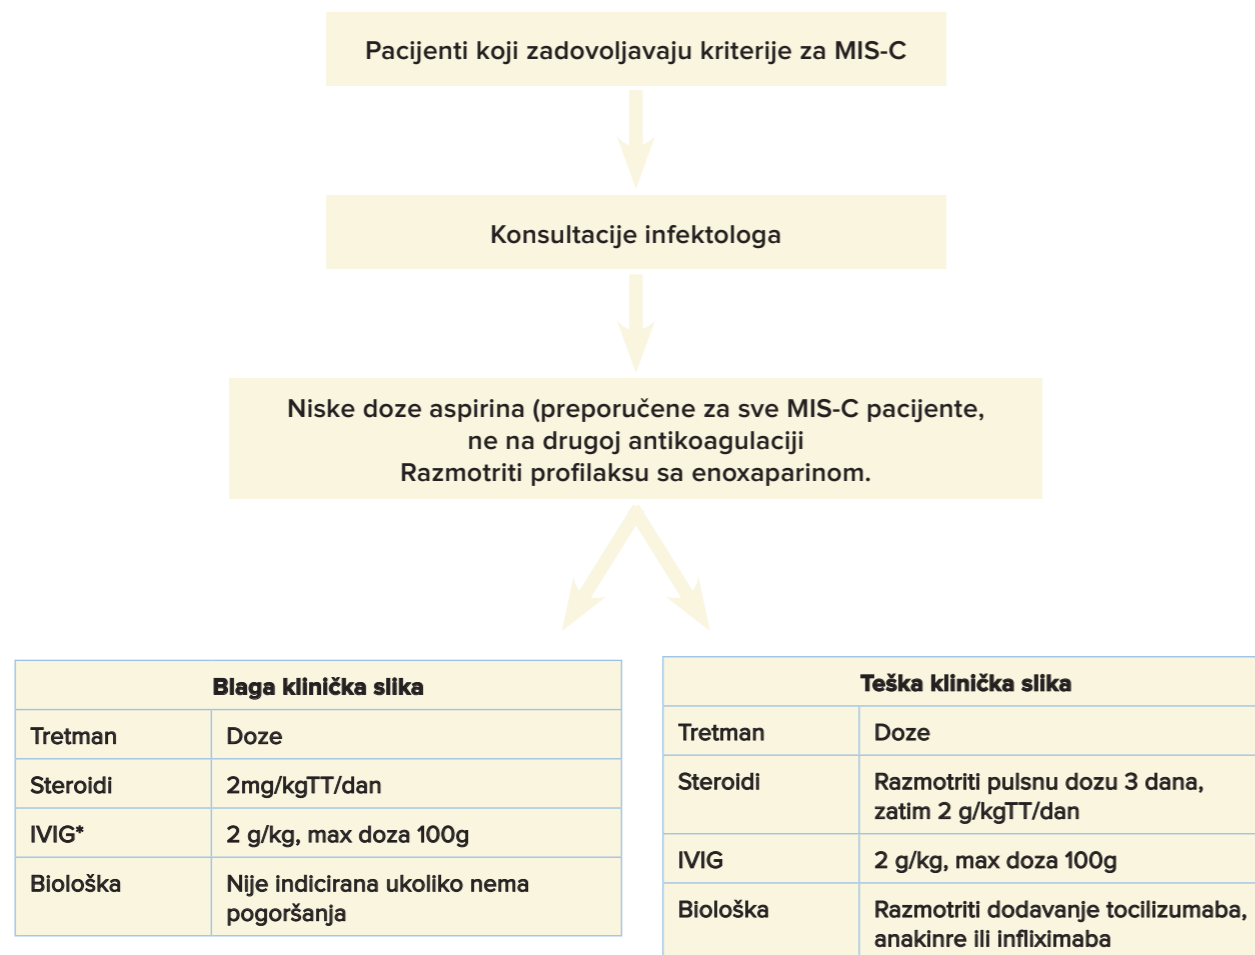 Pacijenti koji zadovoljavaju kriterije za MIS-C
Konsultacije infektologa
Niske doze aspirina (preporučene za sve MIS-C pacijente,
ne na drugoj antikoagulaciji
Razmotriti profilaksu sa enoxaparinom.
Blaga klinička slika
Tretman Doze
Steroidi 2mg/kgTT/dan
IVIG* 2 g/kg, max doza 100g
Biološka Nije indicirana ukoliko nema
pogoršanja
Teška klinička slika
Tretman Doze
Steroidi Razmotriti pulsnu dozu 3 dana,
zatim 2 g/kgTT/dan
IVIG 2 g/kg, max doza 100g
Biološka Razmotriti dodavanje tocilizumaba,
anakinre ili infliximaba